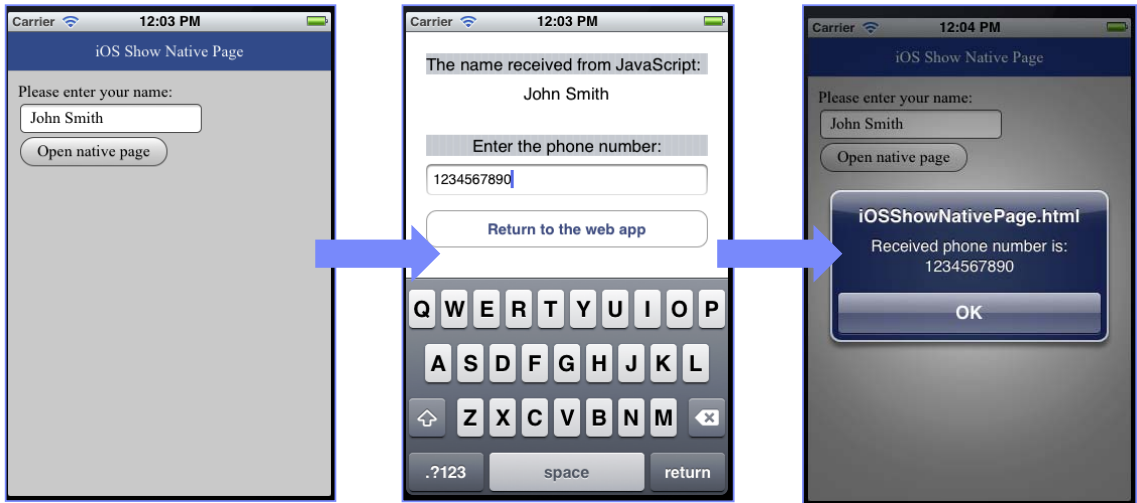 Carrier 12:03 PM
iOS Show Native Page
Please enter your name:
John Smith
Open native page
Carrier 12:03 PM
The name received from JavaScript:
John Smith
Enter the phone number:
1234567890
Return to the web app
Q W E R T Y U I O P
A S D F G H J K L
Z X C V B N M
.?123 space return
Carrier 12:04 PM
iOS Show Native Page
Please enter your name:
John Smith
Open native page
iOSShowNativePage.html
Received phone number is:
1234567890
OK